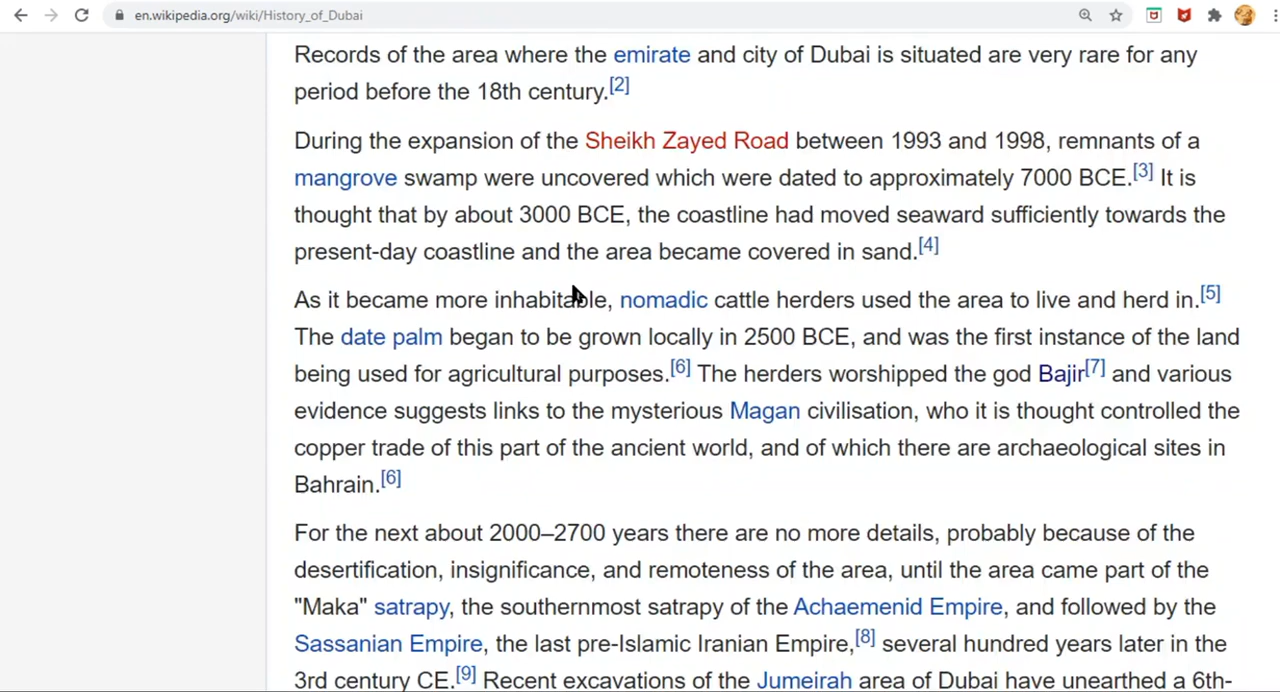 en.wikipedia.org/wiki/History_of_Dubai
Records of the area where the emirate and city of Dubai is situated are very rare for any
period before the 18th century.[2]
During the expansion of the Sheikh Zayed Road between 1993 and 1998, remnants of a
mangrove swamp were uncovered which were dated to approximately 7000 BCE.[3] It is
thought that by about 3000 BCE, the coastline had moved seaward sufficiently towards the
present-day coastline and the area became covered in sand.[4]
As it became more inhabitable, nomadic cattle herders used the area to live and herd in.[5]
The date palm began to be grown locally in 2500 BCE, and was the first instance of the land
being used for agricultural purposes.[6] The herders worshipped the god Bajir[7] and various
evidence suggests links to the mysterious Magan civilisation, who it is thought controlled the
copper trade of this part of the ancient world, and of which there are archaeological sites in
Bahrain.[6]
For the next about 2000–2700 years there are no more details, probably because of the
desertification, insignificance, and remoteness of the area, until the area came part of the
"Maka" satrapy, the southernmost satrapy of the Achaemenid Empire, and followed by the
Sassanian Empire, the last pre-Islamic Iranian Empire,[8] several hundred years later in the
3rd century CE.[9] Recent excavations of the Jumeirah area of Dubai have unearthed a 6th-